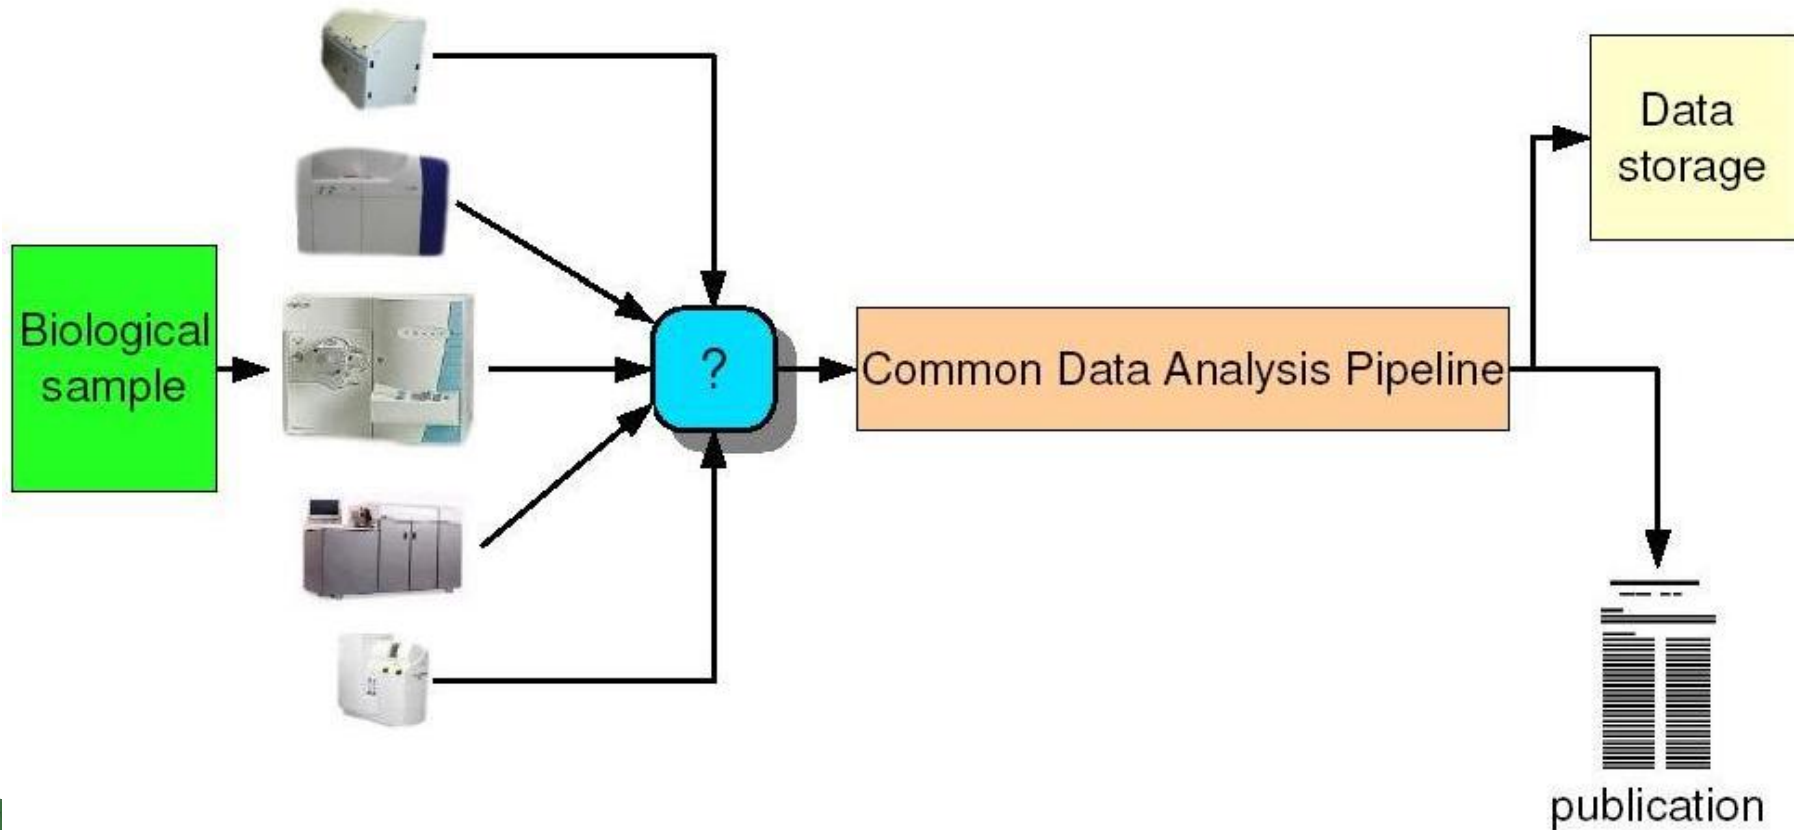 Biological
sample
?
Common Data Analysis Pipeline
Data
storage
publication